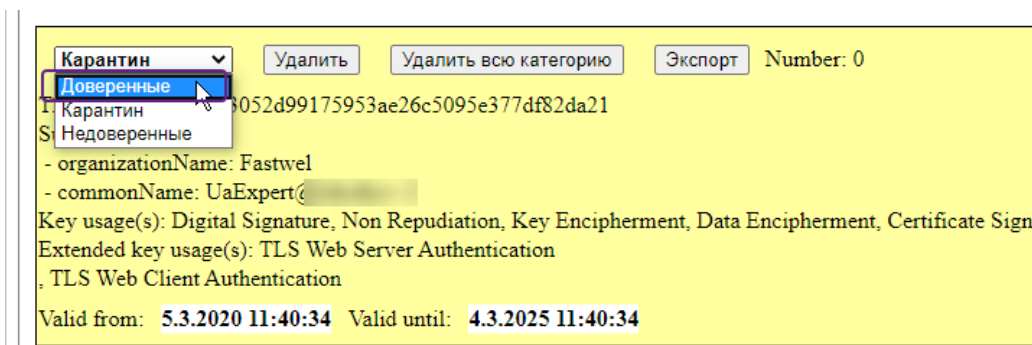 Карантин Удалить Удалить всю категорию Экспорт Number: 0
Доверенные
3052d99175953ae26c5095e377df82da21
Карантин
Недоверенные
- organizationName: Fastwel
- commonName: UaExpert@
Key usage(s): Digital Signature, Non Repudiation, Key Encipherment, Data Encipherment, Certificate Sign
Extended key usage(s): TLS Web Server Authentication
, TLS Web Client Authentication
Valid from: 5.3.2020 11:40:34 Valid until: 4.3.2025 11:40:34